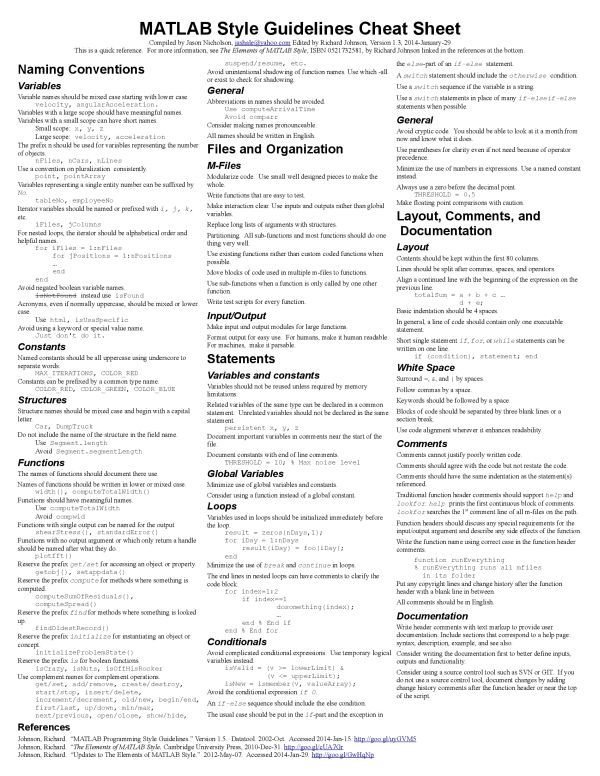 MATLAB Style Guidelines Cheat Sheet
Compiled by Jason Nicholson, jashale@yahoo.com Edited by Richard Johnson, Version 1.3, 2014-January-29
This is a quick reference. For more information, see The Elements of MATLAB Style, ISBN 0521732581, by Richard Johnson linked in references at the bottom.
Naming Conventions
Variables
Variable names should be mixed case starting with lower case
velocity, angularAcceleration.
Variables with a large scope should have meaningful names.
Variables with a small scope can have short names
Small scope: x, y, z
Large scope: velocity, acceleration
The prefix n should be used for variables representing the number
of objects.
nFiles, nCars, nLines
Use a convention on pluralization consistently.
point, pointArray
Variables representing a single entity number can be suffixed by
No.
tableNo, employeeNo
Iterator variables should be named or prefixed with i, j, k,
etc.
iFiles, jColumns
For nested loops, the iterator should be alphabetical order and
helpful names.
for iFiles = 1:nFiles
for jPositions = 1:nPositions
…
end
end
Avoid negated boolean variable names.
isNotFound instead use isFound
Acronyms, even if normally uppercase, should be mixed or lower
case
Use html, isUsaSpecific
Avoid using a keyword or special value name.
Just don't do it.
Constants
Named constants should be all uppercase using underscore to
separate words:
MAX_ITERATIONS, COLOR_RED
Constants can be prefixed by a common type name.
COLOR_RED, COLOR_GREEN, COLOR_BLUE
Structures
Structure names should be mixed case and begin with a capital
letter.
Car, DumpTruck
Do not include the name of the structure in the field name.
Use Segment.length
Avoid Segment.segmentLength
Functions
The names of functions should document there use.
Names of functions should be written in lower or mixed case
width(), computeTotalWidth()
Functions should have meaningful names.
Use computeTotalWidth
Avoid compwid
Functions with single output can be named for the output
shearStress(), standardError()
Functions with no output argument or which only return a handle
should be named after what they do.
plotfft()
Reserve the prefix get/set for accessing an object or property
getobj(), setappdata()
Reserve the prefix compute for methods where something is
computed.
computeSumOfResiduals(),
computeSpread()
Reserve the prefix find for methods where something is looked
up.
findOldestRecord()
Reserve the prefix initialize for instantiating an object or
concept
initializeProblemState()
Reserve the prefix is for boolean functions.
isCrazy, isNuts, isOffHisRocker
Use complement names for complement operations.
get/set, add/remove, create/destroy,
start/stop, insert/delete,
increment/decrement, old/new, begin/end,
first/last, up/down, min/max,
next/previous, open/close, show/hide,
suspend/resume, etc.
Avoid unintentional shadowing of function names. Use which -all
or exist to check for shadowing.
General
Abbreviations in names should be avoided.
Use computeArrivalTime
Avoid comparr
Consider making names pronounceable.
All names should be written in English.
Files and Organization
M-Files
Modularize code. Use small well designed pieces to make the
whole.
Write functions that are easy to test.
Make interaction clear. Use inputs and outputs rather than global
variables.
Replace long lists of arguments with structures.
Partitioning. All sub-functions and most functions should do one
thing very well.
Use existing functions rather than custom coded functions when
possible.
Move blocks of code used in multiple m-files to functions.
Use sub-functions when a function is only called by one other
function.
Write test scripts for every function.
Input/Output
Make input and output modules for large functions.
Format output for easy use. For humans, make it human readable.
For machines, make it parsable.
Statements
Variables and constants
Variables should not be reused unless required by memory
limitations.
Related variables of the same type can be declared in a common
statement. Unrelated variables should not be declared in the same
statement.
persistent x, y, z
Document important variables in comments near the start of the
file.
Document constants with end of line comments.
THRESHOLD = 10; % Max noise level
Global Variables
Minimize use of global variables and constants.
Consider using a function instead of a global constant.
Loops
Variables used in loops should be initialized immediately before
the loop.
result = zeros(nDays,1);
for iDay = 1:nDays
result(iDay) = foo(iDay);
end
Minimize the use of break and continue in loops.
The end lines in nested loops can have comments to clarify the
code block.
for index=1:2
if index==1
dosomething(index);
…
end % End if
end % End for
Conditionals
Avoid complicated conditional expressions. Use temporary logical
variables instead.
isValid = (v >= lowerLimit) &
(v <= upperLimit);
isNew = ismember(v, valueArray);
Avoid the conditional expression if 0.
An if-else sequence should include the else condition.
The usual case should be put in the if-part and the exception in
the else-part of an if-else statement.
A switch statement should include the otherwise condition.
Use a switch sequence if the variable is a string.
Use a switch statements in place of many if-elseif-else
statements when possible.
General
Avoid cryptic code. You should be able to look at it a month from
now and know what it does.
Use parentheses for clarity even if not need because of operator
precedence.
Minimize the use of numbers in expressions. Use a named constant
instead.
Always use a zero before the decimal point.
THRESHOLD = 0.5
Make floating point comparisons with caution.
Layout, Comments, and
Documentation
Layout
Contents should be kept within the first 80 columns.
Lines should be split after commas, spaces, and operators.
Align a continued line with the beginning of the expression on the
previous line.
totalSum = a + b + c …
d + e;
Basic indentation should be 4 spaces
In general, a line of code should contain only one executable
statement.
Short single statement if, for, or while statements can be
written on one line.
if (condition), statement; end
White Space
Surround =, &, and | by spaces.
Follow commas by a space.
Keywords should be followed by a space.
Blocks of code should be separated by three blank lines or a
section break.
Use code alignment wherever it enhances readability.
Comments
Comments cannot justify poorly written code.
Comments should agree with the code but not restate the code.
Comments should have the same indentation as the statement(s)
referenced.
Traditional function header comments should support help and
lookfor. help prints the first continuous block of comments.
lookfor searches the 1st comment line of all m-files on the path.
Function headers should discuss any special requirements for the
input/output argument and describe any side effects of the function.
Write the function name using correct case in the function header
comments.
function runEverything
% runEverything runs all mfiles
in its folder
Put any copyright lines and change history after the function
header with a blank line in between.
All comments should be in English.
Documentation
Write header comments with text markup to provide user
documentation. Include sections that correspond to a help page:
syntax, description, example, and see also.
Consider writing the documentation first to better define inputs,
outputs and functionality.
Consider using a source control tool such as SVN or GIT. If you
do not use a source control tool, document changes by adding
change history comments after the function header or near the top
of the script.
References
Johnson, Richard. "MATLAB Programming Style Guidelines." Version 1.5. Datatool. 2002-Oct. Accessed 2014-Jan-15. http://goo.gl/uyGVM5
Johnson, Richard. "The Elements of MATLAB Style." Cambridge University Press, 2010-Dec-31. http://goo.gl/cUA7Gr
Johnson, Richard. "Updates to The Elements of MATLAB Style." 2012-May-07. Accessed 2014-Jan-29. http://goo.gl/GwHqNp